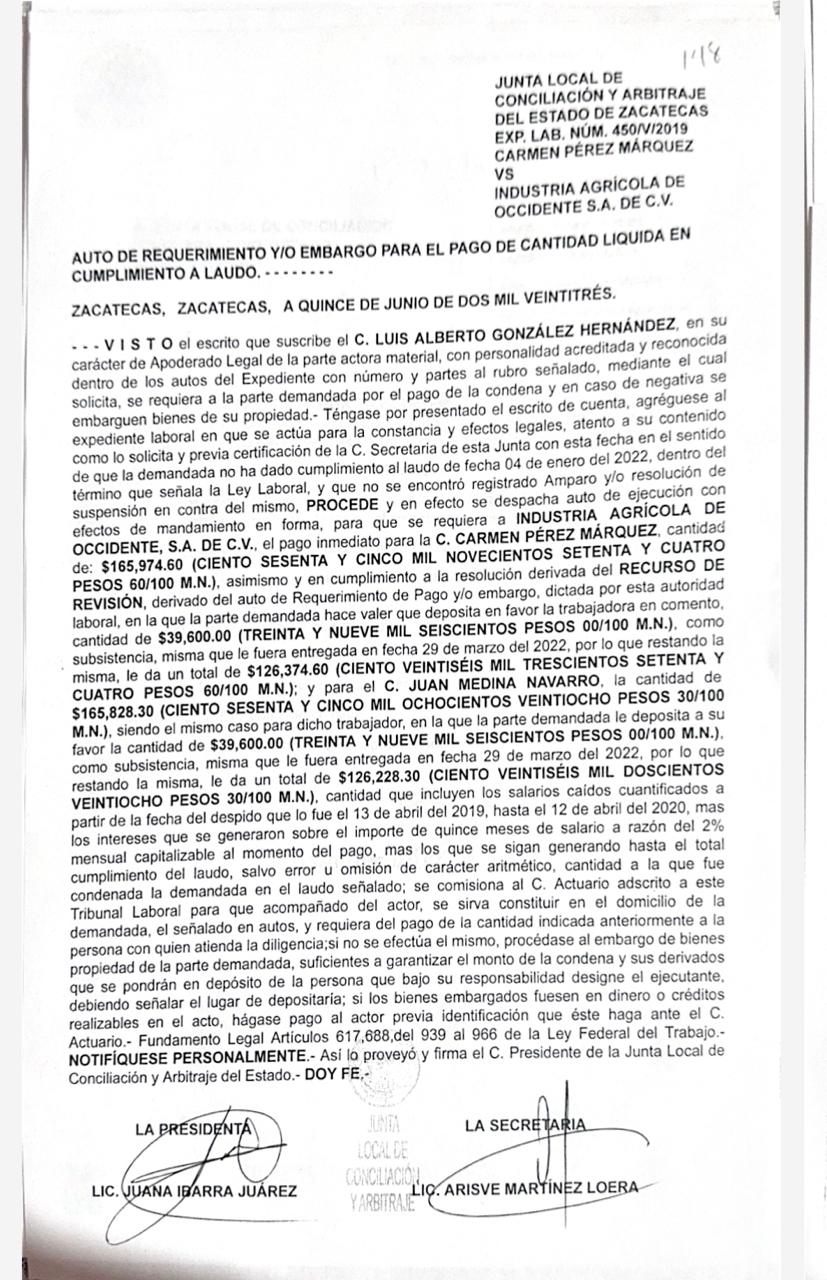 148
JUNTA LOCAL DE
CONCILIACIÓN Y ARBITRAJE
DEL ESTADO DE ZACATECAS
EXP. LAB. NÚM. 450/V/2019
CARMEN PÉREZ MÁRQUEZ
VS
INDUSTRIA AGRÍCOLA DE
OCCIDENTE S.A. DE C.V.
AUTO DE REQUERIMIENTO Y/O EMBARGO PARA EL PAGO DE CANTIDAD LIQUIDA EN
CUMPLIMIENTO A LAUDO. - - - - - - - -
ZACATECAS, ZACATECAS, A QUINCE DE JUNIO DE DOS MIL VEINTITRÉS.
- - - V I S T O el escrito que suscribe el C. LUIS ALBERTO GONZÁLEZ HERNÁNDEZ, en su
carácter de Apoderado Legal de la parte actora material, con personalidad acreditada y reconocida
dentro de los autos del Expediente con número y partes al rubro señalado, mediante el cual
solicita, se requiera a la parte demandada por el pago de la condena y en caso de negativa se
embarguen bienes de su propiedad.- Téngase por presentado el escrito de cuenta, agréguese al
expediente laboral en que se actúa para la constancia y efectos legales, atento a su contenido
como lo solicita y previa certificación de la C. Secretaria de esta Junta con esta fecha en el sentido
de que la demandada no ha dado cumplimiento al laudo de fecha 04 de enero del 2022, dentro del
término que señala la Ley Laboral, y que no se encontró registrado Amparo y/o resolución de
suspensión en contra del mismo, PROCEDE y en efecto se despacha auto de ejecución con
efectos de mandamiento en forma, para que se requiera a INDUSTRIA AGRÍCOLA DE
OCCIDENTE, S.A. DE C.V., el pago inmediato para la C. CARMEN PÉREZ MÁRQUEZ, cantidad
de: $165,974.60 (CIENTO SESENTA Y CINCO MIL NOVECIENTOS SETENTA Y CUATRO
PESOS 60/100 M.N.), asimismo y en cumplimiento a la resolución derivada del RECURSO DE
REVISIÓN, derivado del auto de Requerimiento de Pago y/o embargo, dictada por esta autoridad
laboral, en la que la parte demandada hace valer que deposita en favor la trabajadora en comento,
cantidad de $39,600.00 (TREINTA Y NUEVE MIL SEISCIENTOS PESOS 00/100 M.N.), como
subsistencia, misma que le fuera entregada en fecha 29 de marzo del 2022, por lo que restando la
misma, le da un total de $126,374.60 (CIENTO VEINTISÉIS MIL TRESCIENTOS SETENTA Y
CUATRO PESOS 60/100 M.N.); y para el C. JUAN MEDINA NAVARRO, la cantidad de
$165,828.30 (CIENTO SESENTA Y CINCO MIL OCHOCIENTOS VEINTIOCHO PESOS 30/100
M.N.), siendo el mismo caso para dicho trabajador, en la que la parte demandada le deposita a su
favor la cantidad de $39,600.00 (TREINTA Y NUEVE MIL SEISCIENTOS PESOS 00/100 M.N.),
como subsistencia, misma que le fuera entregada en fecha 29 de marzo del 2022, por lo que
restando la misma, le da un total de $126,228.30 (CIENTO VEINTISÉIS MIL DOSCIENTOS
VEINTIOCHO PESOS 30/100 M.N.), cantidad que incluyen los salarios caídos cuantificados a
partir de la fecha del despido que lo fue el 13 de abril del 2019, hasta el 12 de abril del 2020, mas
los intereses que se generaron sobre el importe de quince meses de salario a razón del 2%
mensual capitalizable al momento del pago, mas los que se sigan generando hasta el total
cumplimiento del laudo, salvo error u omisión de carácter aritmético, cantidad a la que fue
condenada la demandada en el laudo señalado; se comisiona al C. Actuario adscrito a este
Tribunal Laboral para que acompañado del actor, se sirva constituir en el domicilio de la
demandada, el señalado en autos, y requiera del pago de la cantidad indicada anteriormente a la
persona con quien atienda la diligencia;si no se efectúa el mismo, procédase al embargo de bienes
propiedad de la parte demandada, suficientes a garantizar el monto de la condena y sus derivados
que se pondrán en depósito de la persona que bajo su responsabilidad designe el ejecutante,
debiendo señalar el lugar de depositaría; si los bienes embargados fuesen en dinero o créditos
realizables en el acto, hágase pago al actor previa identificación que éste haga ante el C.
Actuario.- Fundamento Legal Artículos 617,688,del 939 al 966 de la Ley Federal del Trabajo.-
NOTIFÍQUESE PERSONALMENTE.- Así lo proveyó y firma el C. Presidente de la Junta Local de
Conciliación y Arbitraje del Estado.- DOY FE.-
LA PRESIDENTA
LA SECRETARIA
JUNTA
LOCAL DE
CONCILIACIÓN
Y ARBITRAJE
LIC. JUANA IBARRA JUÁREZ
LIC. ARISVE MARTÍNEZ LOERA